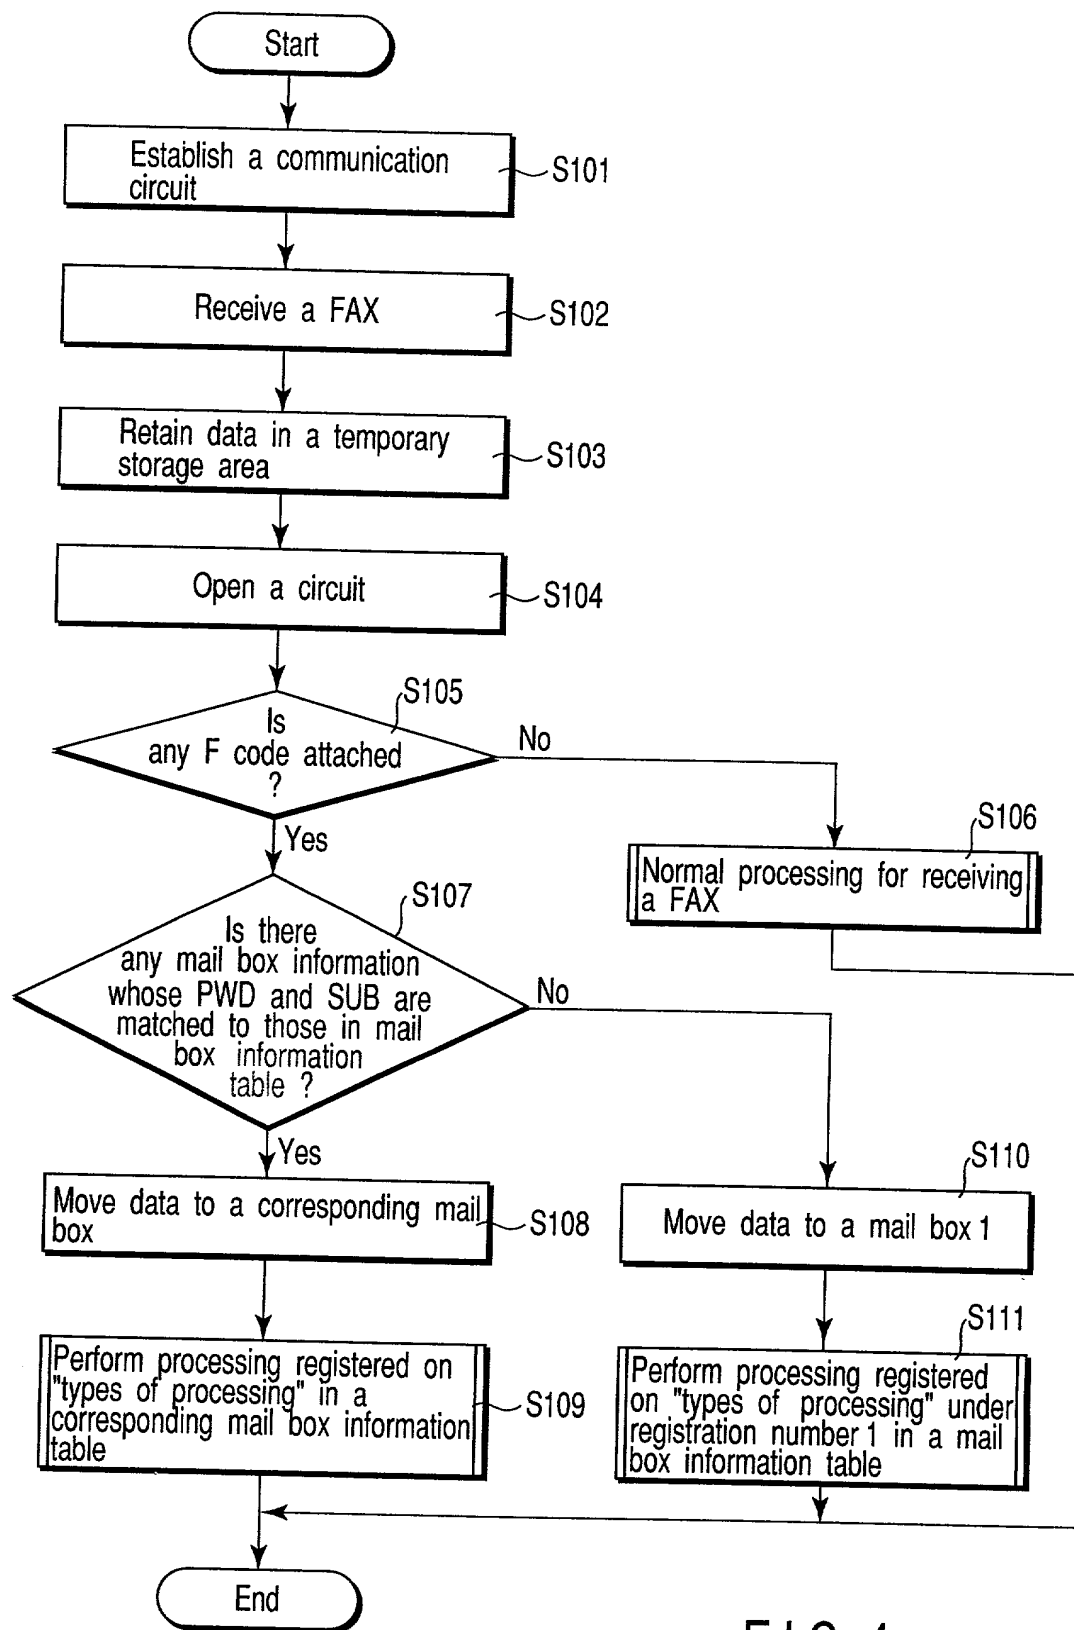 Start
Establish a communication
circuit
S101
Receive a FAX
S102
Retain data in a temporary
storage area
S103
Open a circuit
S104
S105
Is
any F code attached
?
No
Yes
S106
Normal processing for receiving
a FAX
S107
Is there
any mail box information
whose PWD and SUB are
matched to those in mail
box information
table ?
No
Yes
Move data to a corresponding mail
box
S108
S110
Move data to a mail box 1
Perform processing registered on
"types of processing" in a
corresponding mail box information
table
S109
S111
Perform processing registered
on "types of processing" under
registration number 1 in a mail
box information table
End